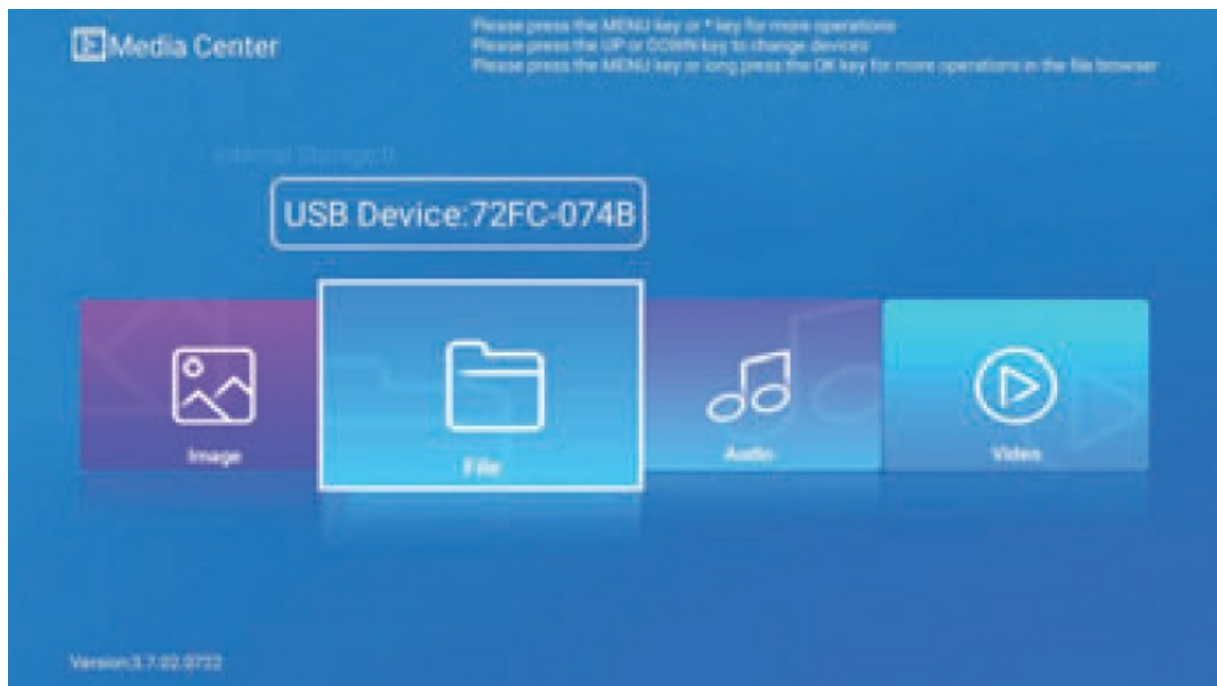 Media Center
Please press the MENU key or * key for more operations
Please press the UP or DOWN key to change devices
Please press the MENU key or long press the OK key for more operations in the file browser
Internal Storage:0
USB Device:72FC-074B
Image
File
Audio
Video
Version:3.7.02.0722